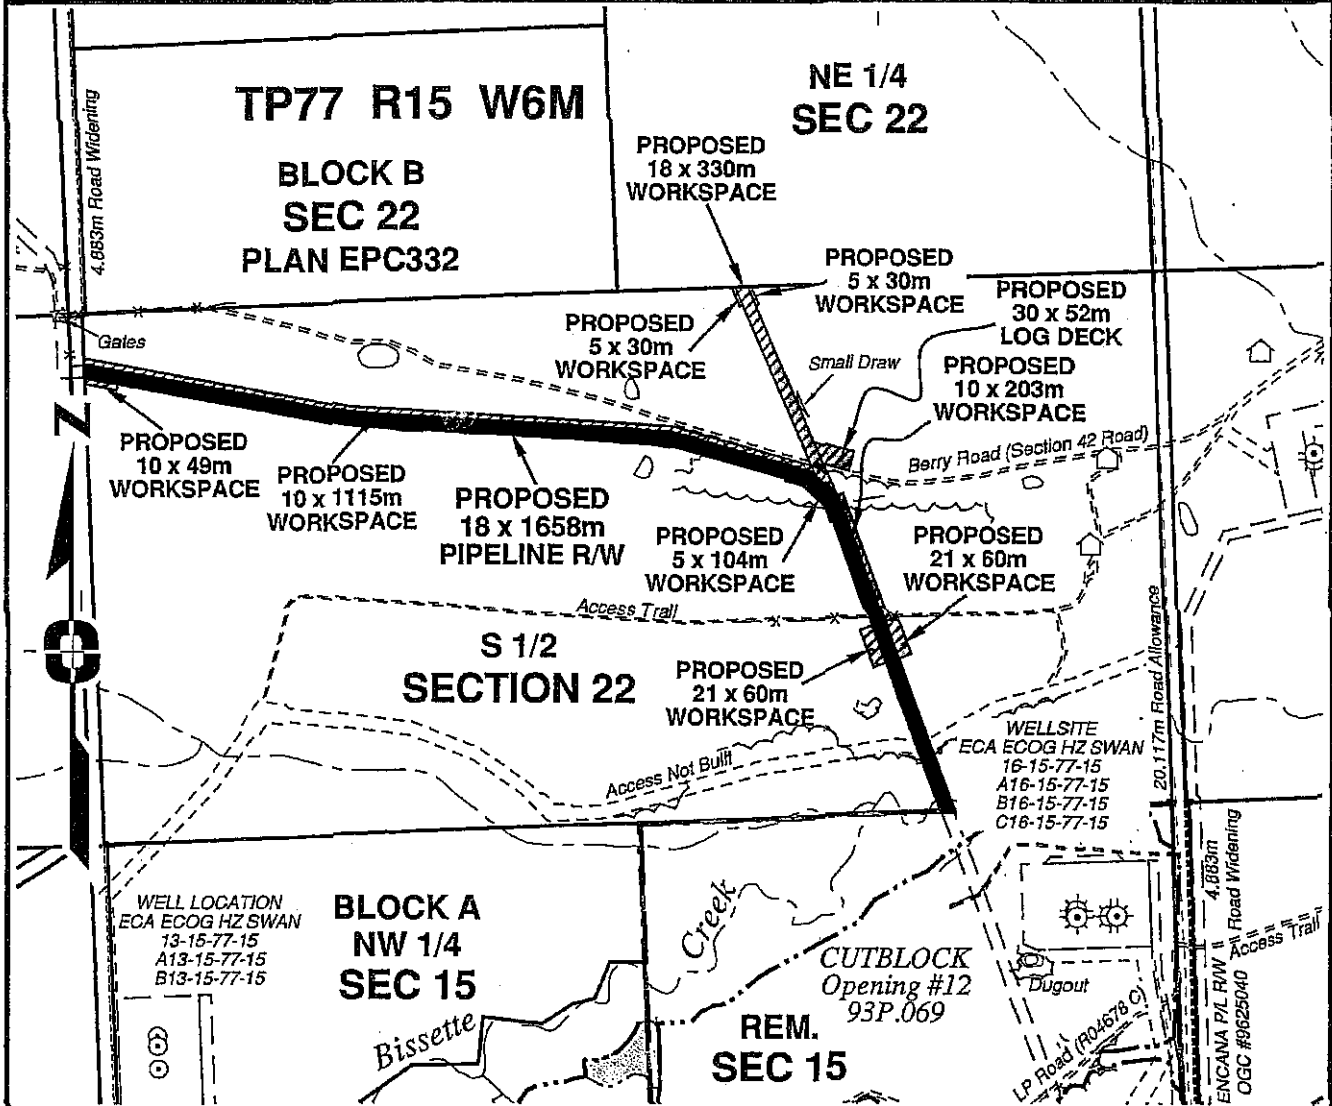 NE 1/4
SEC 22
TP77 R15 W6M
BLOCK B
SEC 22
PLAN EPC332
4.883m Road Widening
PROPOSED
18 x 330m
WORKSPACE
PROPOSED
5 x 30m
WORKSPACE
PROPOSED
30 x 52m
LOG DECK
PROPOSED
5 x 30m
WORKSPACE
Gates
Small Draw
PROPOSED
10 x 203m
WORKSPACE
N
PROPOSED
10 x 49m
WORKSPACE
PROPOSED
10 x 1115m
WORKSPACE
PROPOSED
18 x 1658m
PIPELINE R/W
Berry Road (Section 42 Road)
PROPOSED
5 x 104m
WORKSPACE
PROPOSED
21 x 60m
WORKSPACE
Access Trail
S 1/2
SECTION 22
PROPOSED
21 x 60m
WORKSPACE
20.117m Road Allowance
Access Not Built
WELLSITE
ECA ECOG HZ SWAN
16-15-77-15
A16-15-77-15
B16-15-77-15
C16-15-77-15
WELL LOCATION
ECA ECOG HZ SWAN
13-15-77-15
A13-15-77-15
B13-15-77-15
BLOCK A
NW 1/4
SEC 15
Bissette
Creek
CUTBLOCK
Opening #12
93P.069
REM.
SEC 15
Dugout
LP Road (R04678 C)
4.883m
Road Widening
Access Trail
ENCANA P/L R/W
OGC #9625040